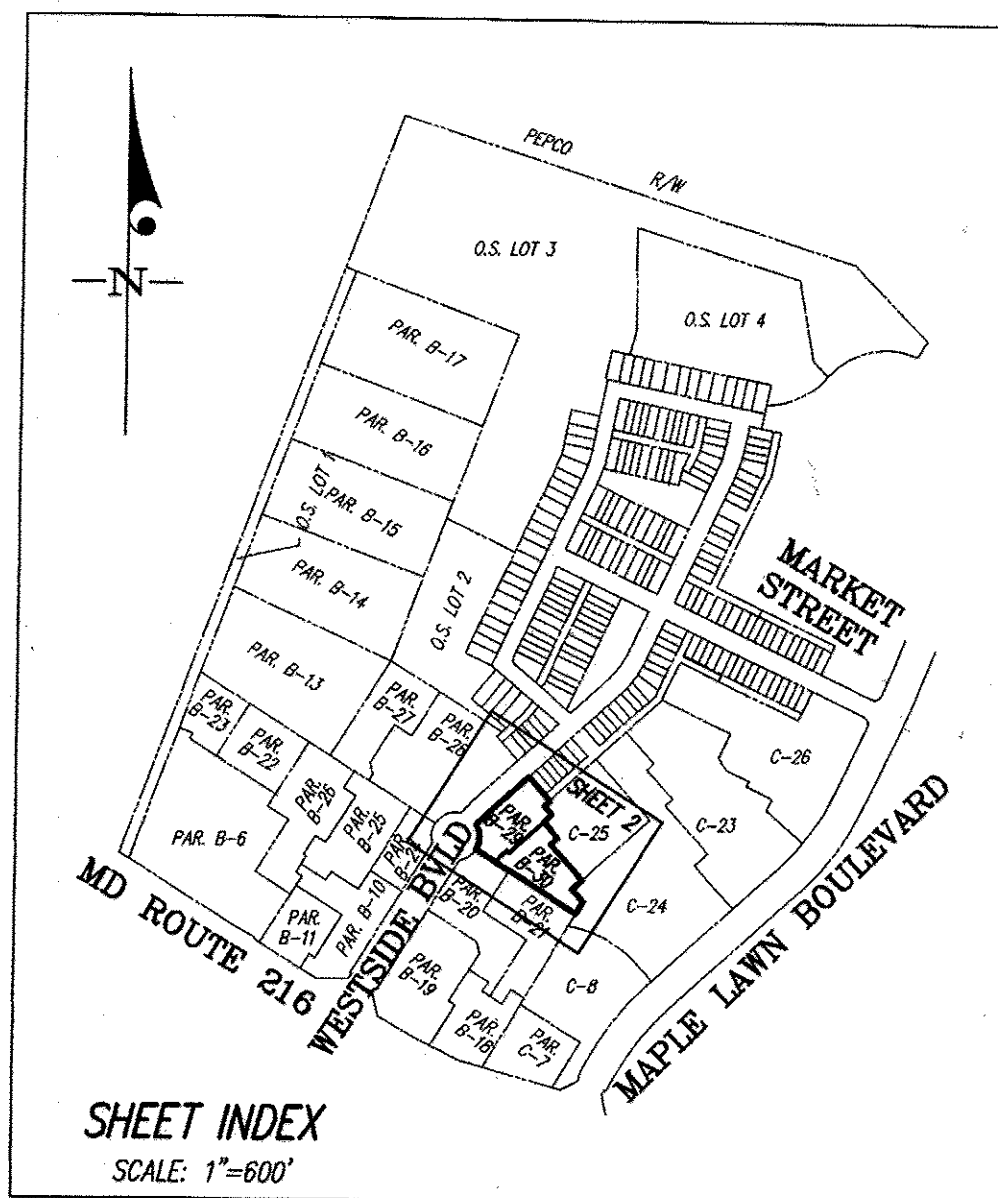 PEPCO
R/W
N
O.S. LOT 3
O.S. LOT 4
PAR. B-17
PAR. B-16
O.S. LOT 1
PAR. B-15
PAR. B-14
O.S. LOT 2
MARKET
STREET
PAR. B-13
PAR.
B-27
PAR.
B-23
PAR.
B-22
PAR.
B-26
PAR.
B-25
C-26
SHEET 2
PAR.
B-29
C-25
C-23
PAR.
B-30
PAR. B-6
PAR.
PAR.
B-20
PAR.
B-21
C-24
PAR. B-10
PAR.
B-11
MD ROUTE 216
WESTSIDE BVLD
PAR.
B-19
C-8
PAR.
B-18
PAR.
C-7
MAPLE LAWN BOULEVARD
SHEET INDEX
SCALE: 1"=600'